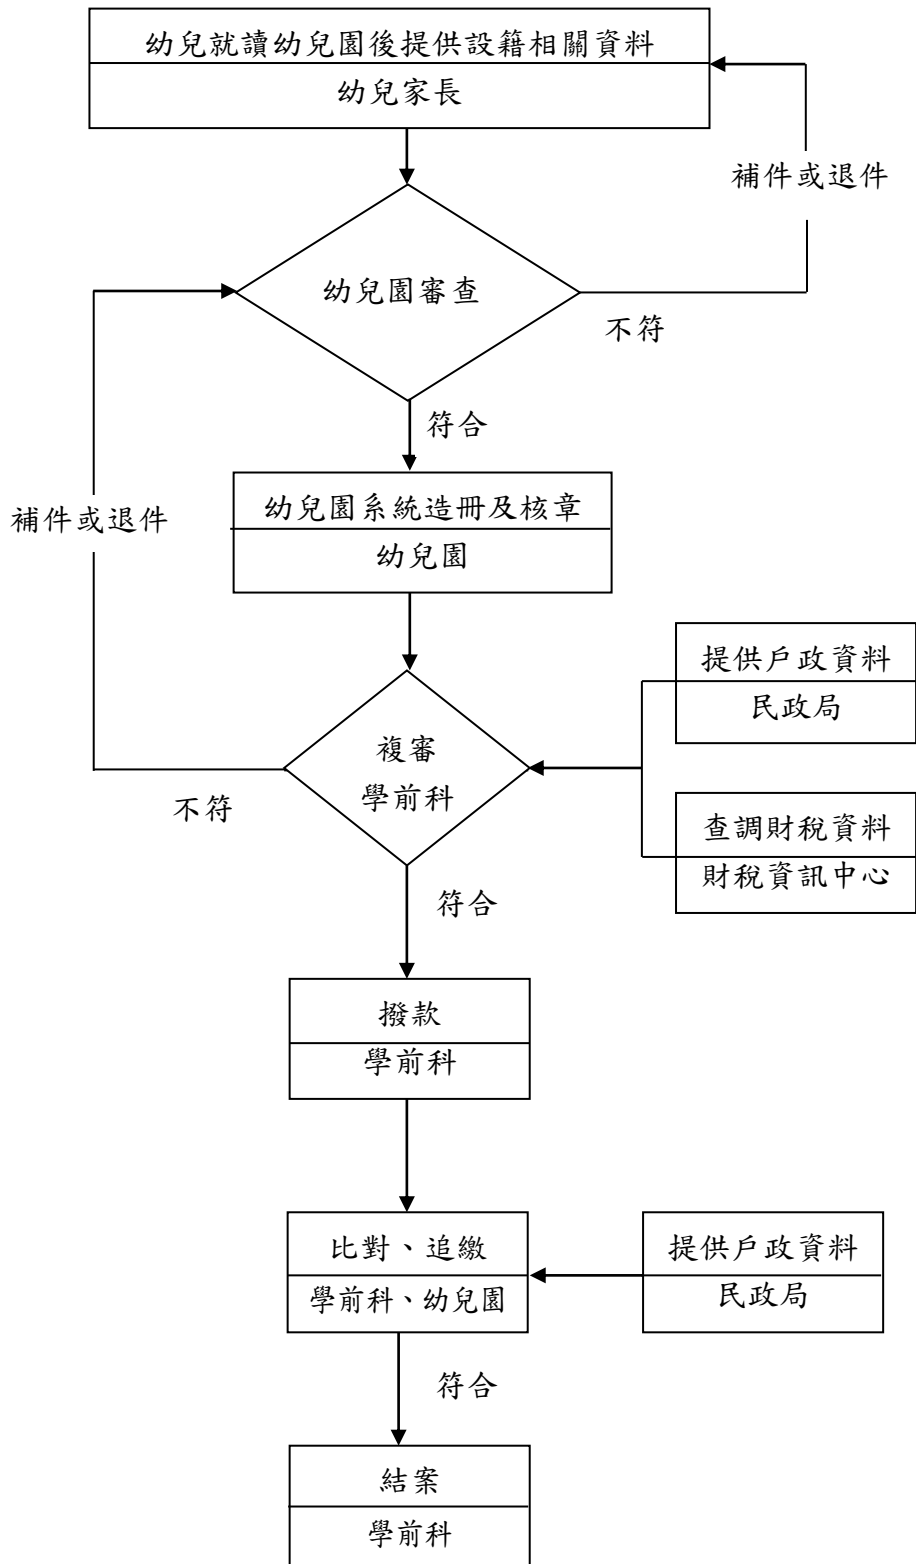 幼兒就讀幼兒園後提供設籍相關資料
幼兒家長
補件或退件
幼兒園審查
不符
符合
幼兒園系統造冊及核章
幼兒園
補件或退件
提供戶政資料
民政局
複審
學前科
不符
查調財稅資料
財稅資訊中心
符合
撥款
學前科
比對、追繳
學前科、幼兒園
提供戶政資料
民政局
符合
結案
學前科